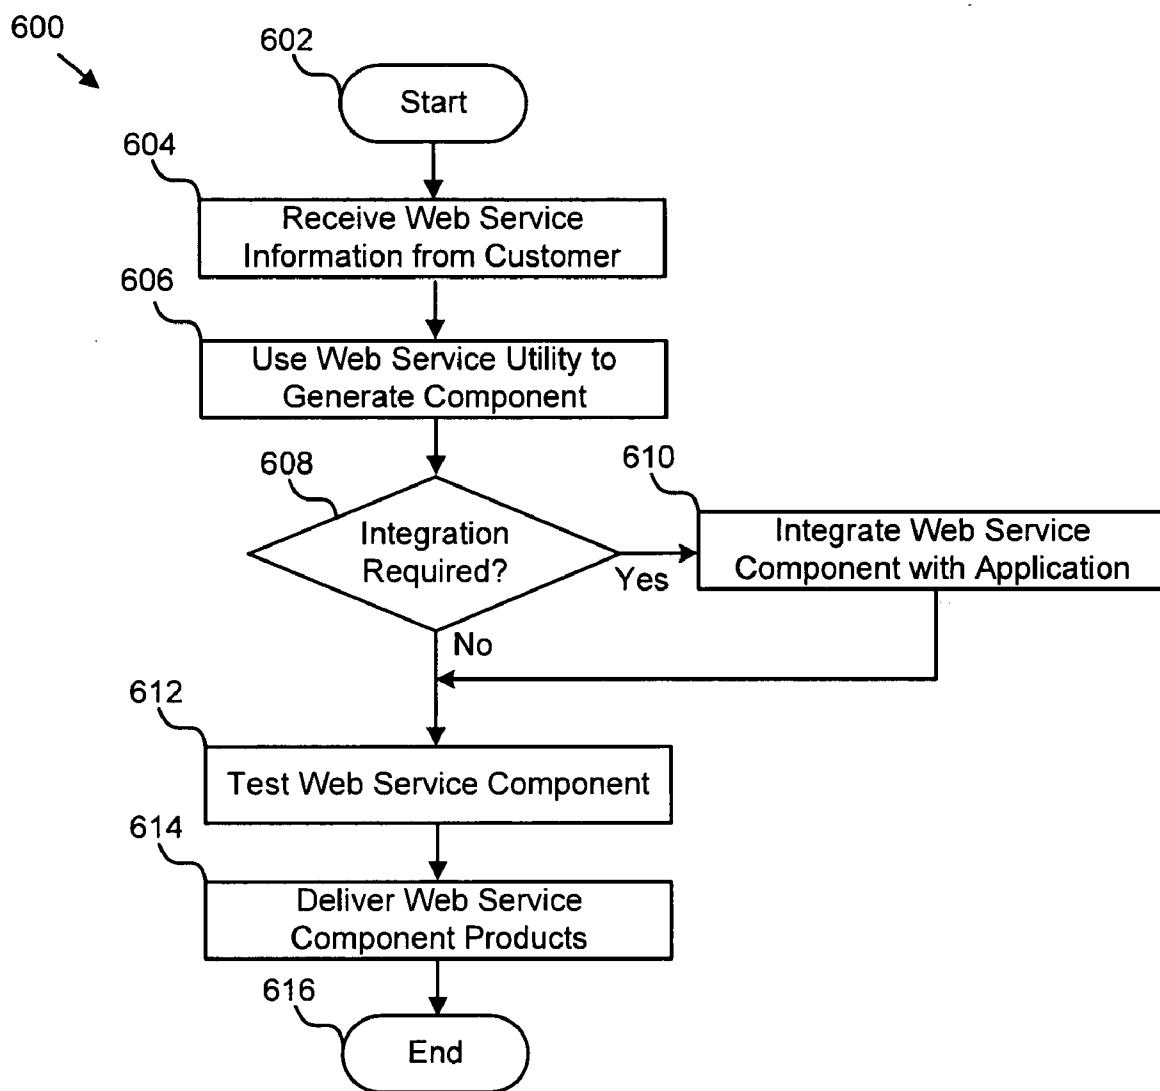 600
602
Start
604
Receive Web Service
Information from Customer
606
Use Web Service Utility to
Generate Component
608
Integration
Required?
Yes
610
Integrate Web Service
Component with Application
No
612
Test Web Service Component
614
Deliver Web Service
Component Products
616
End